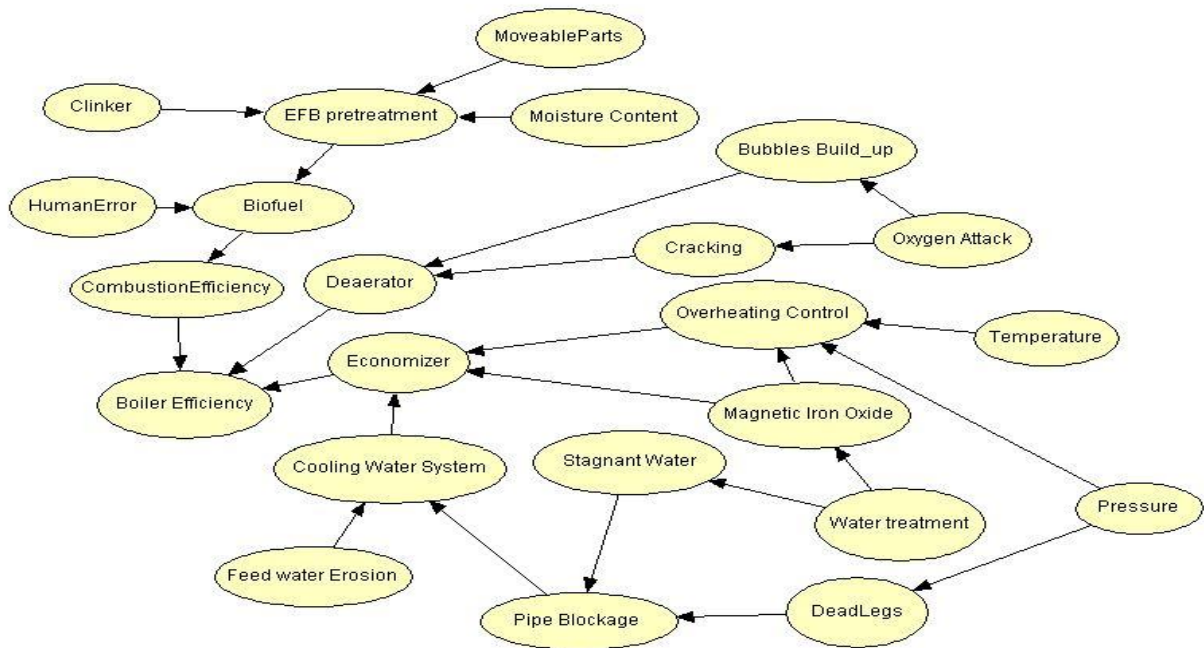 MoveableParts
Clinker
EFB pretreatment
Moisture Content
Bubbles Build_up
HumanError
Biofuel
Oxygen Attack
Cracking
CombustionEfficiency
Deaerator
Overheating Control
Temperature
Economizer
Boiler Efficiency
Magnetic Iron Oxide
Cooling Water System
Stagnant Water
Pressure
Water treatment
Feed water Erosion
DeadLegs
Pipe Blockage